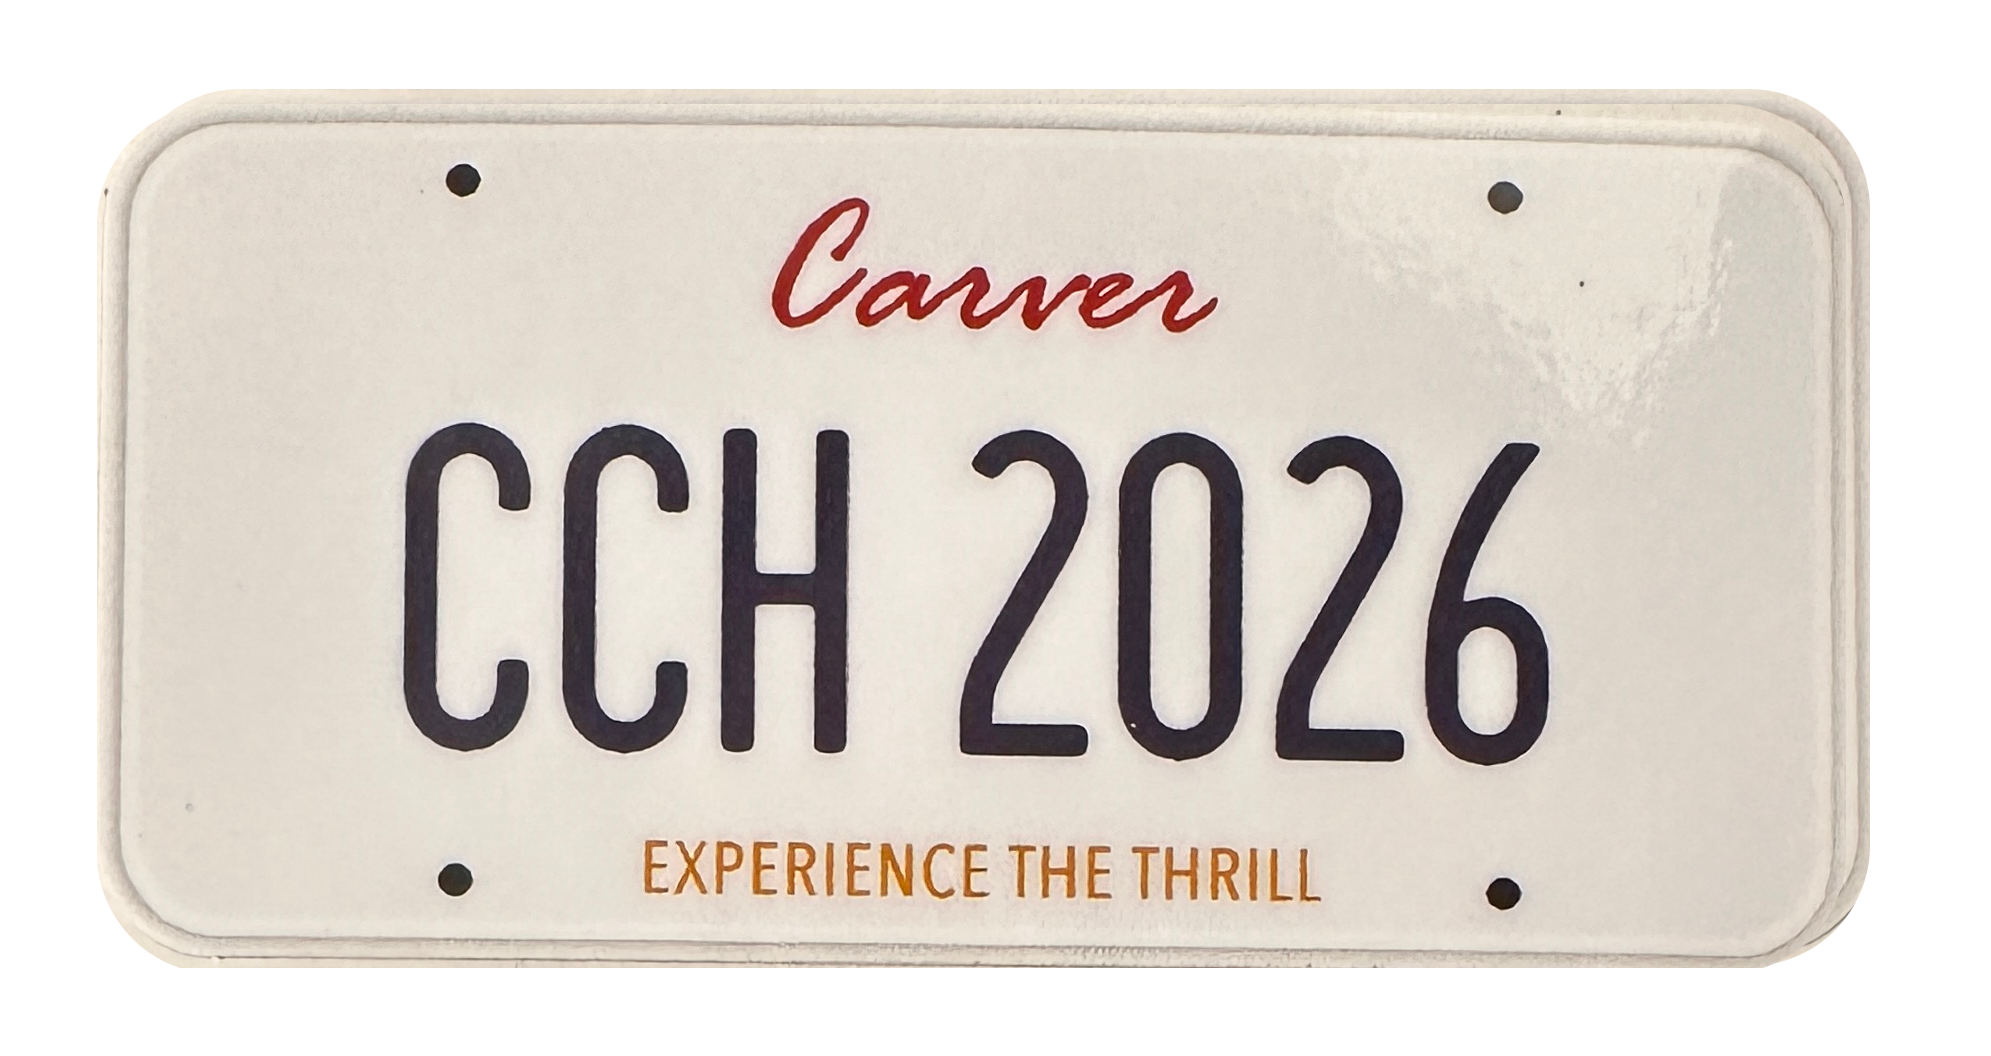 Carver
CCH 2026
EXPERIENCE THE THRILL